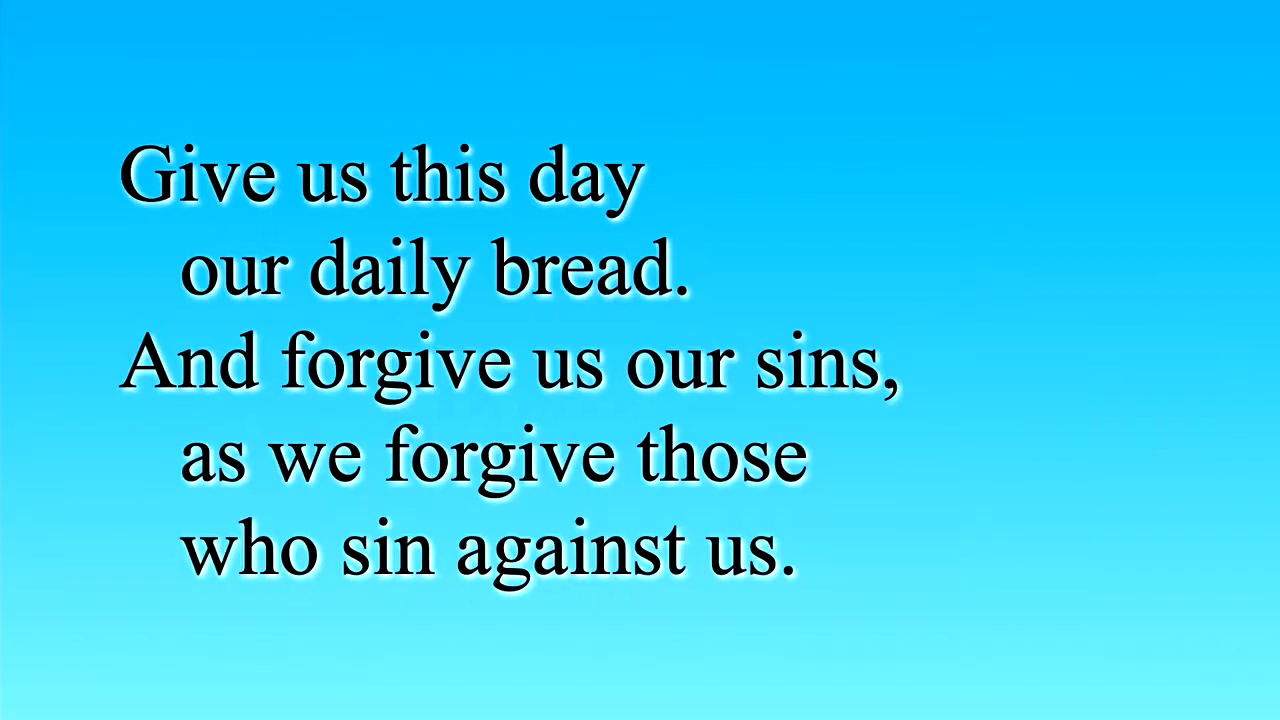 Give us this day
our daily bread.
And forgive us our sins,
as we forgive those
who sin against us.